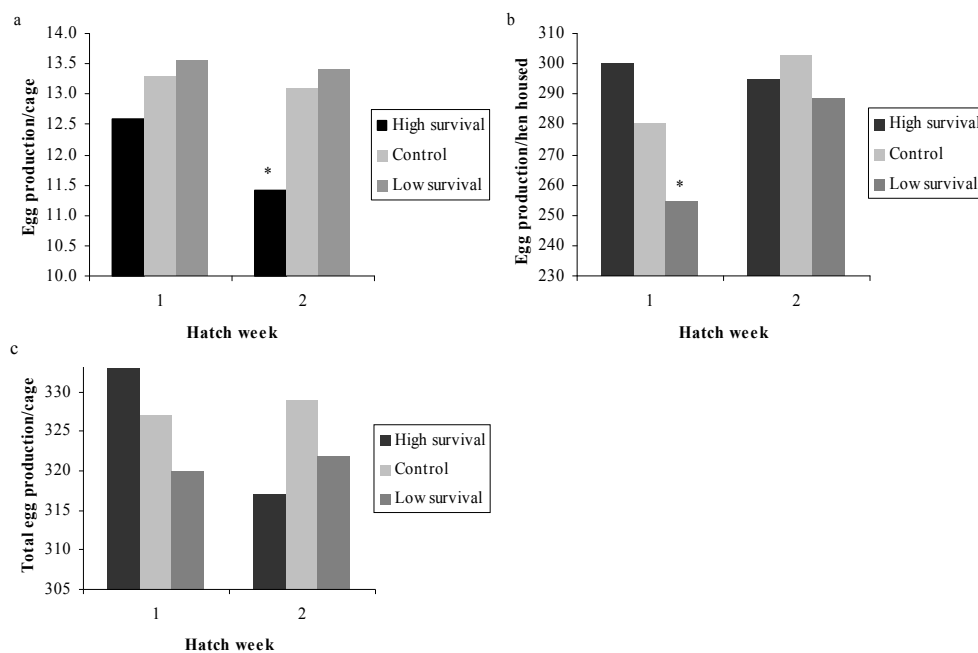 a
Egg production/cage
14.0
13.5
13.0
12.5
12.0
11.5
11.0
10.5
10.0
*
1
2
Hatch week
High survival
Control
Low survival
b
Egg production/hen housed
300
290
280
270
260
250
240
230
*
1
2
Hatch week
High survival
Control
Low survival
c
Total egg production/cage
330
325
320
315
310
305
1
2
Hatch week
High survival
Control
Low survival